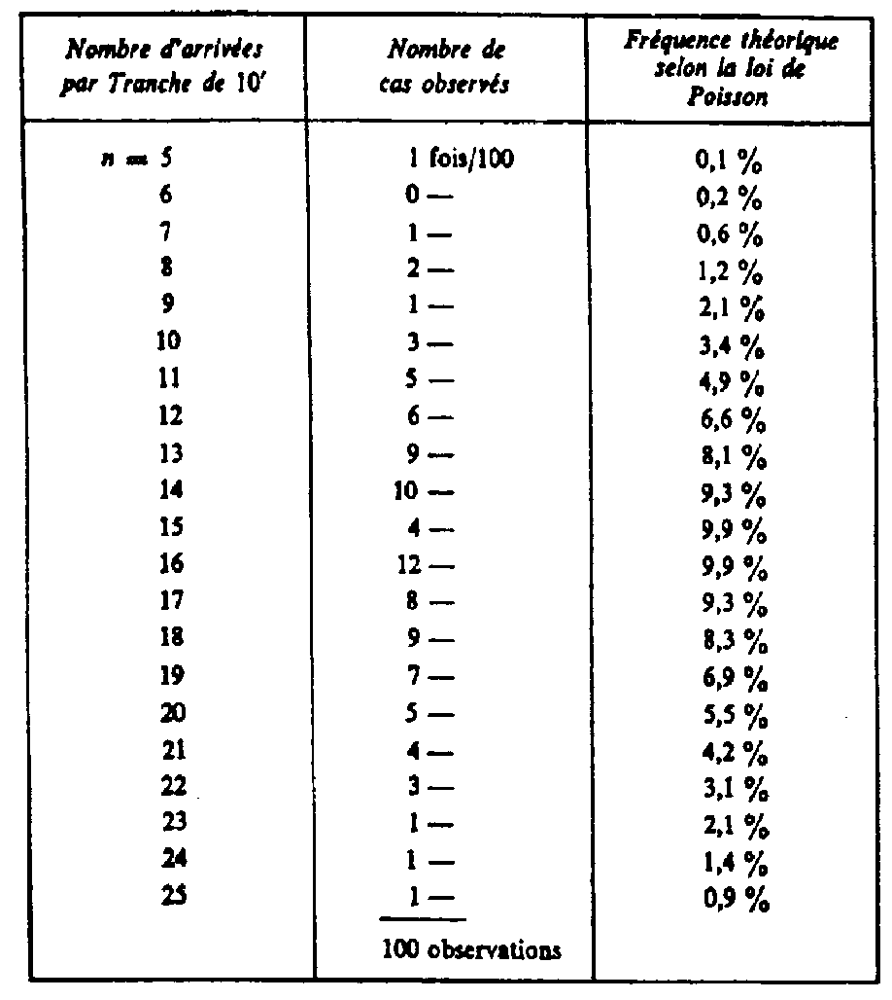 Nombre d'arrivées par Tranche de 10' | Nombre de cas observés | Fréquence théorique selon la loi de Poisson
n = 5 1 fois/100 0,1 %
6 0 — 0,2 %
7 1 — 0,6 %
8 2 — 1,2 %
9 1 — 2,1 %
10 3 — 3,4 %
11 5 — 4,9 %
12 6 — 6,6 %
13 9 — 8,1 %
14 10 — 9,3 %
15 4 — 9,9 %
16 12 — 9,9 %
17 8 — 9,3 %
18 9 — 8,3 %
19 7 — 6,9 %
20 5 — 5,5 %
21 4 — 4,2 %
22 3 — 3,1 %
23 1 — 2,1 %
24 1 — 1,4 %
25 1 — 0,9 %
100 observations